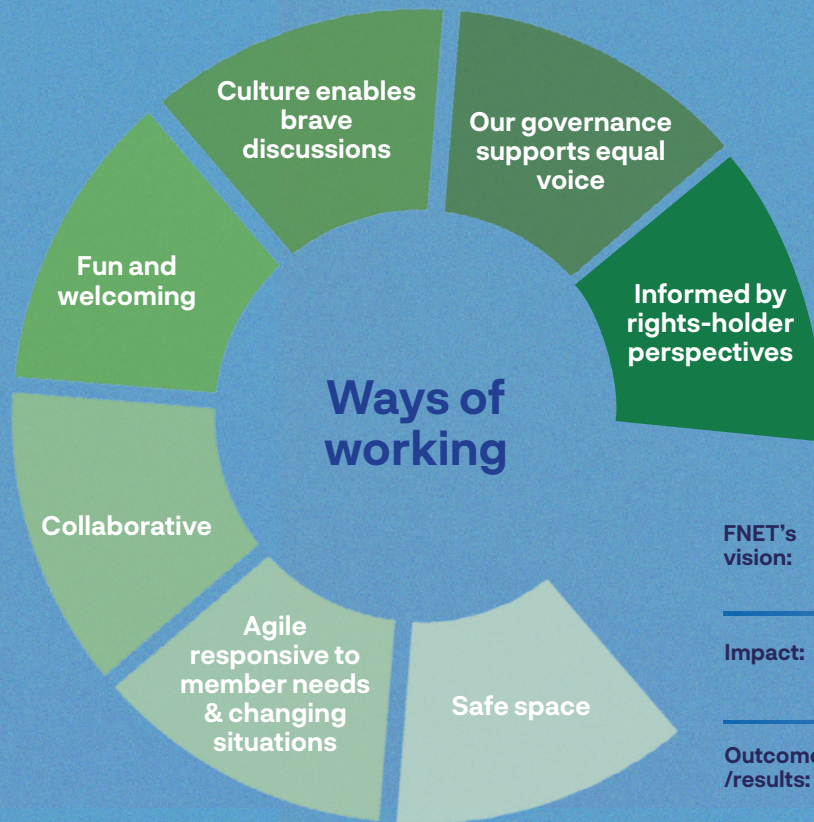 Culture enables
brave
discussions
Our governance
supports equal
voice
Fun and
welcoming
Informed by
rights-holder
perspectives
Ways of
working
Collaborative
Agile
responsive to
member needs
& changing
situations
Safe space
FNET's
vision:
Impact:
Outcome
/results: